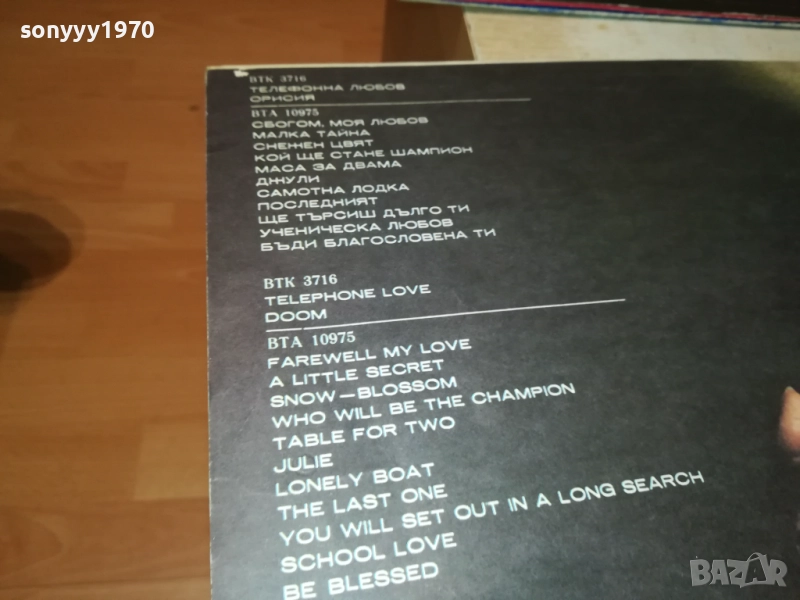 sonyyy1970
ВТК 3716
ТЕЛЕФОННА ЛЮБОВ
ОРИСИЯ
ВТА 10975
СБОГОМ, МОЯ ЛЮБОВ
МАЛКА ТАЙНА
СНЕЖЕН ЦВЯТ
КОЙ ЩЕ СТАНЕ ШАМПИОН
МАСА ЗА ДВАМА
ДЖУЛИ
САМОТНА ЛОДКА
ПОСЛЕДНИЯТ
ЩЕ ТЪРСИШ ДЪЛГО ТИ
УЧЕНИЧЕСКА ЛЮБОВ
БЪДИ БЛАГОСЛОВЕНА ТИ
ВТК 3716
TELEPHONE LOVE
DOOM
ВТА 10975
FAREWELL MY LOVE
A LITTLE SECRET
SNOW—BLOSSOM
WHO WILL BE THE CHAMPION
TABLE FOR TWO
JULIE
LONELY BOAT
THE LAST ONE
YOU WILL SET OUT IN A LONG SEARCH
SCHOOL LOVE
BE BLESSED
BAZAR